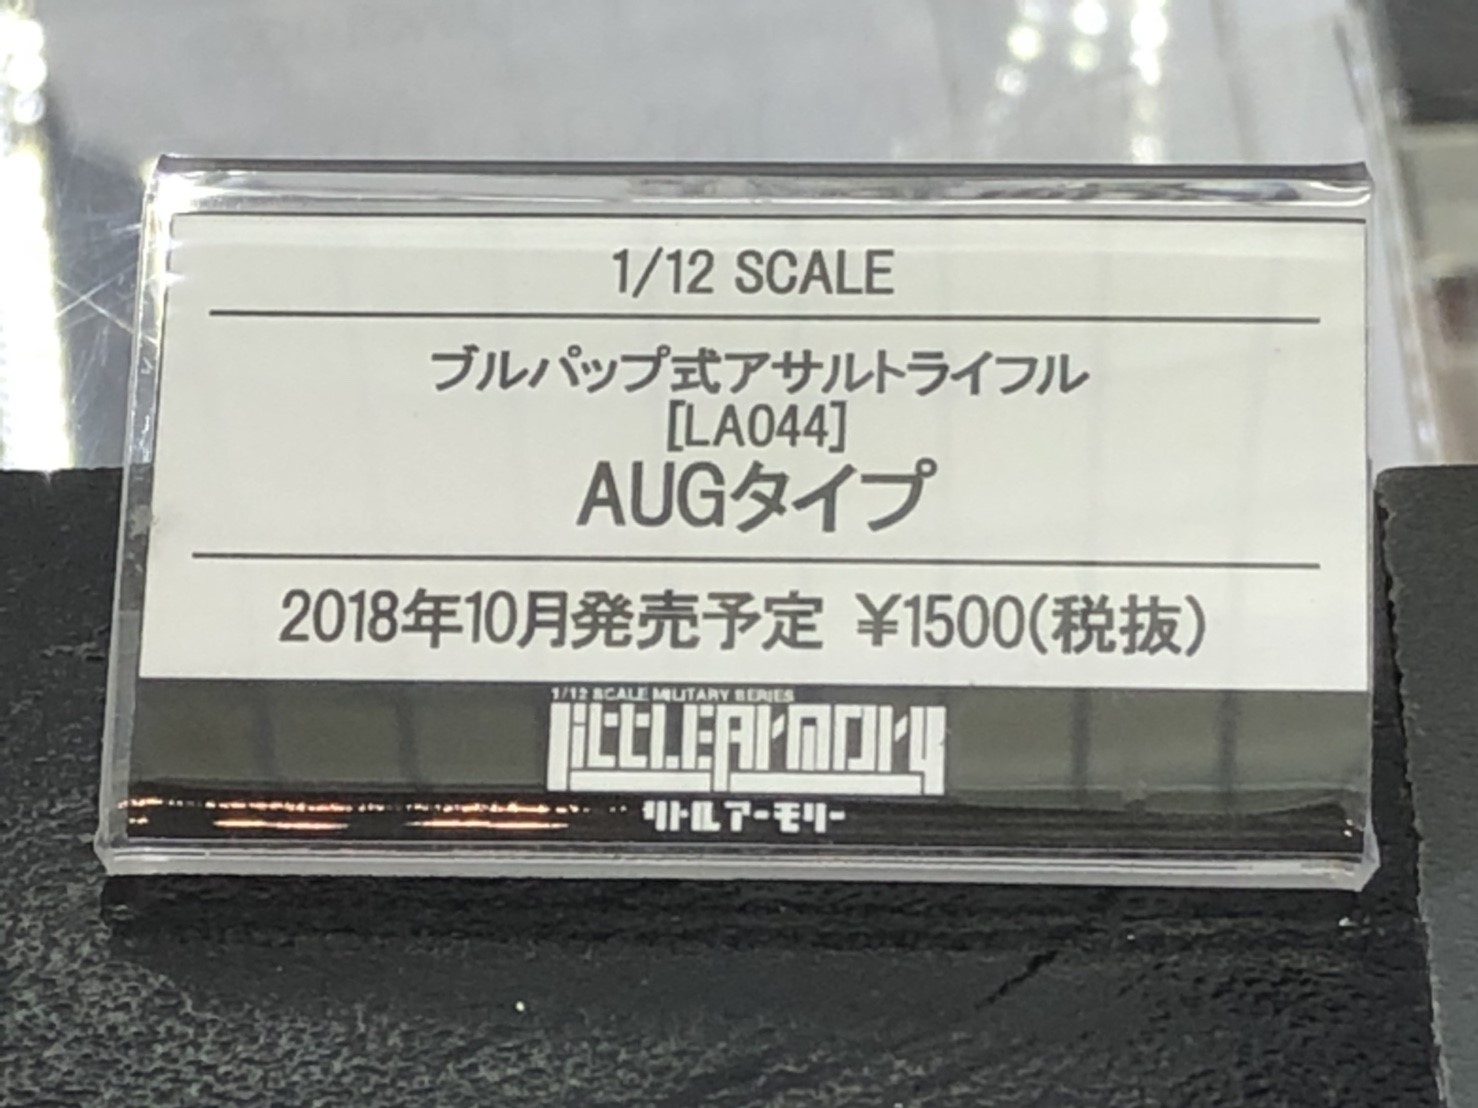 1/12 SCALE
ブルパップ式アサルトライフル
[LA044]
AUGタイプ
2018年10月発売予定 ¥1500(税抜)
1/12 SCALE MILITARY SERIES
LittLEArmory
リトルアーモリー